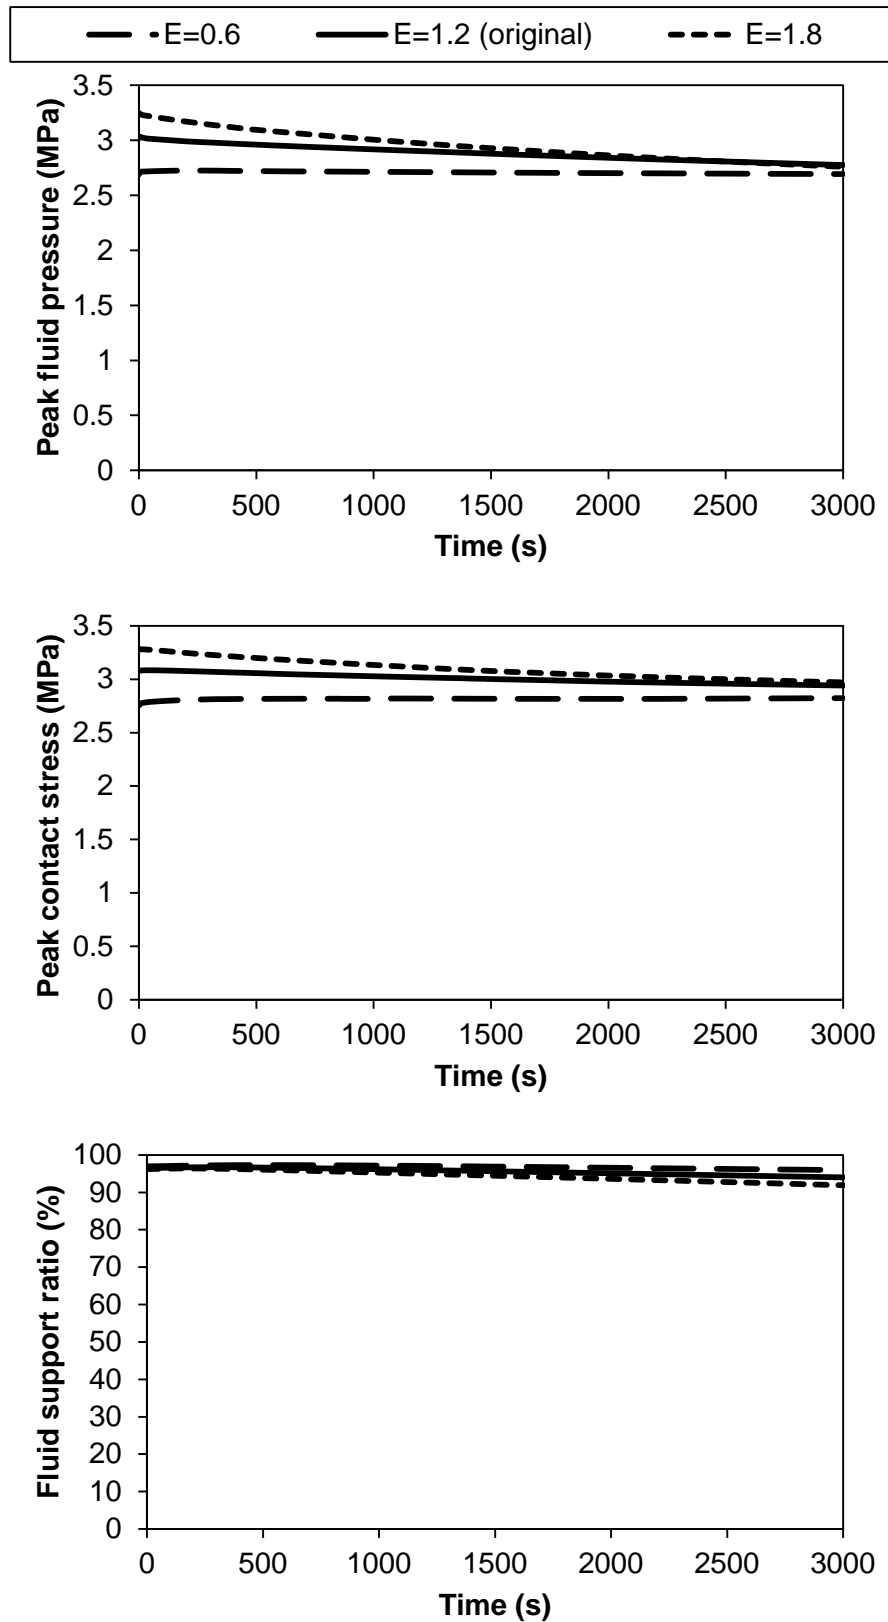 E=0.6 E=1.2 (original) E=1.8
Peak fluid pressure (MPa)
3.5
3
2.5
2
1.5
1
0.5
0
0 500 1000 1500 2000 2500 3000
Time (s)
Peak contact stress (MPa)
3.5
3
2.5
2
1.5
1
0.5
0
0 500 1000 1500 2000 2500 3000
Time (s)
Fluid support ratio (%)
100
90
80
70
60
50
40
30
20
10
0
0 500 1000 1500 2000 2500 3000
Time (s)